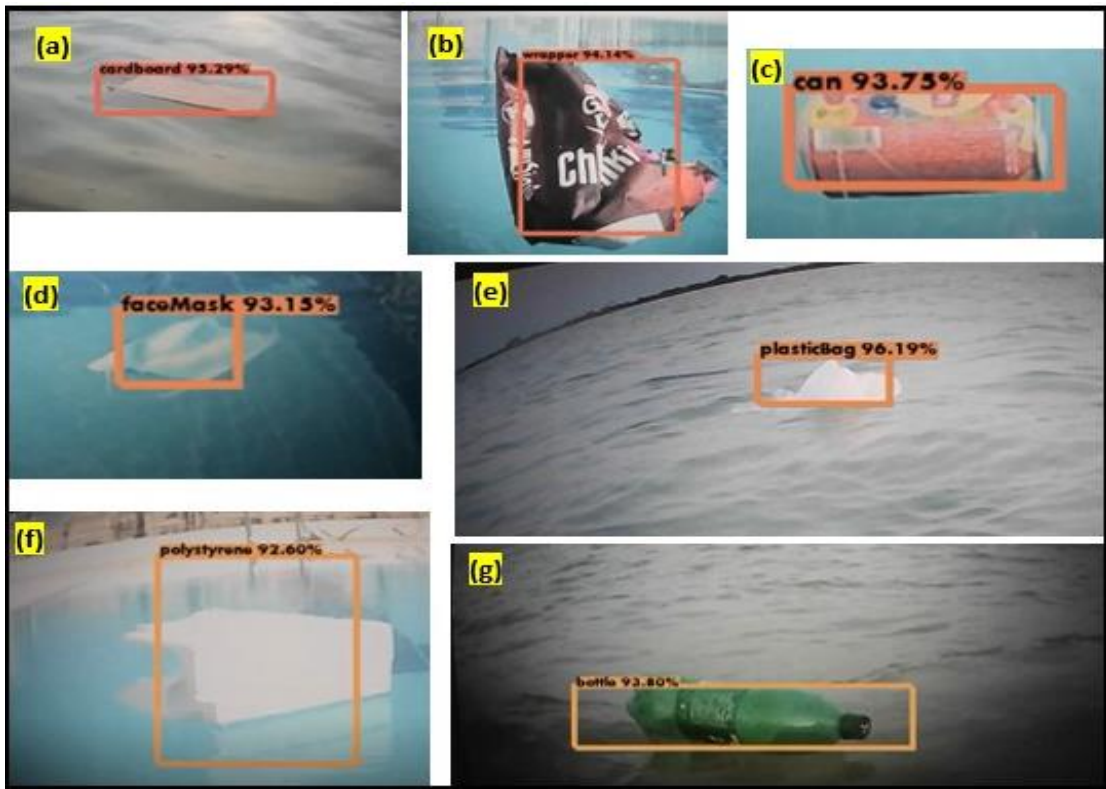 (a)
cardboard 95.29%
(b)
wrapper 94.14%
(c)
can 93.75%
(d)
faceMask 93.15%
(e)
plasticBag 96.19%
(f)
polystyrene 92.60%
(g)
bottle 93.80%